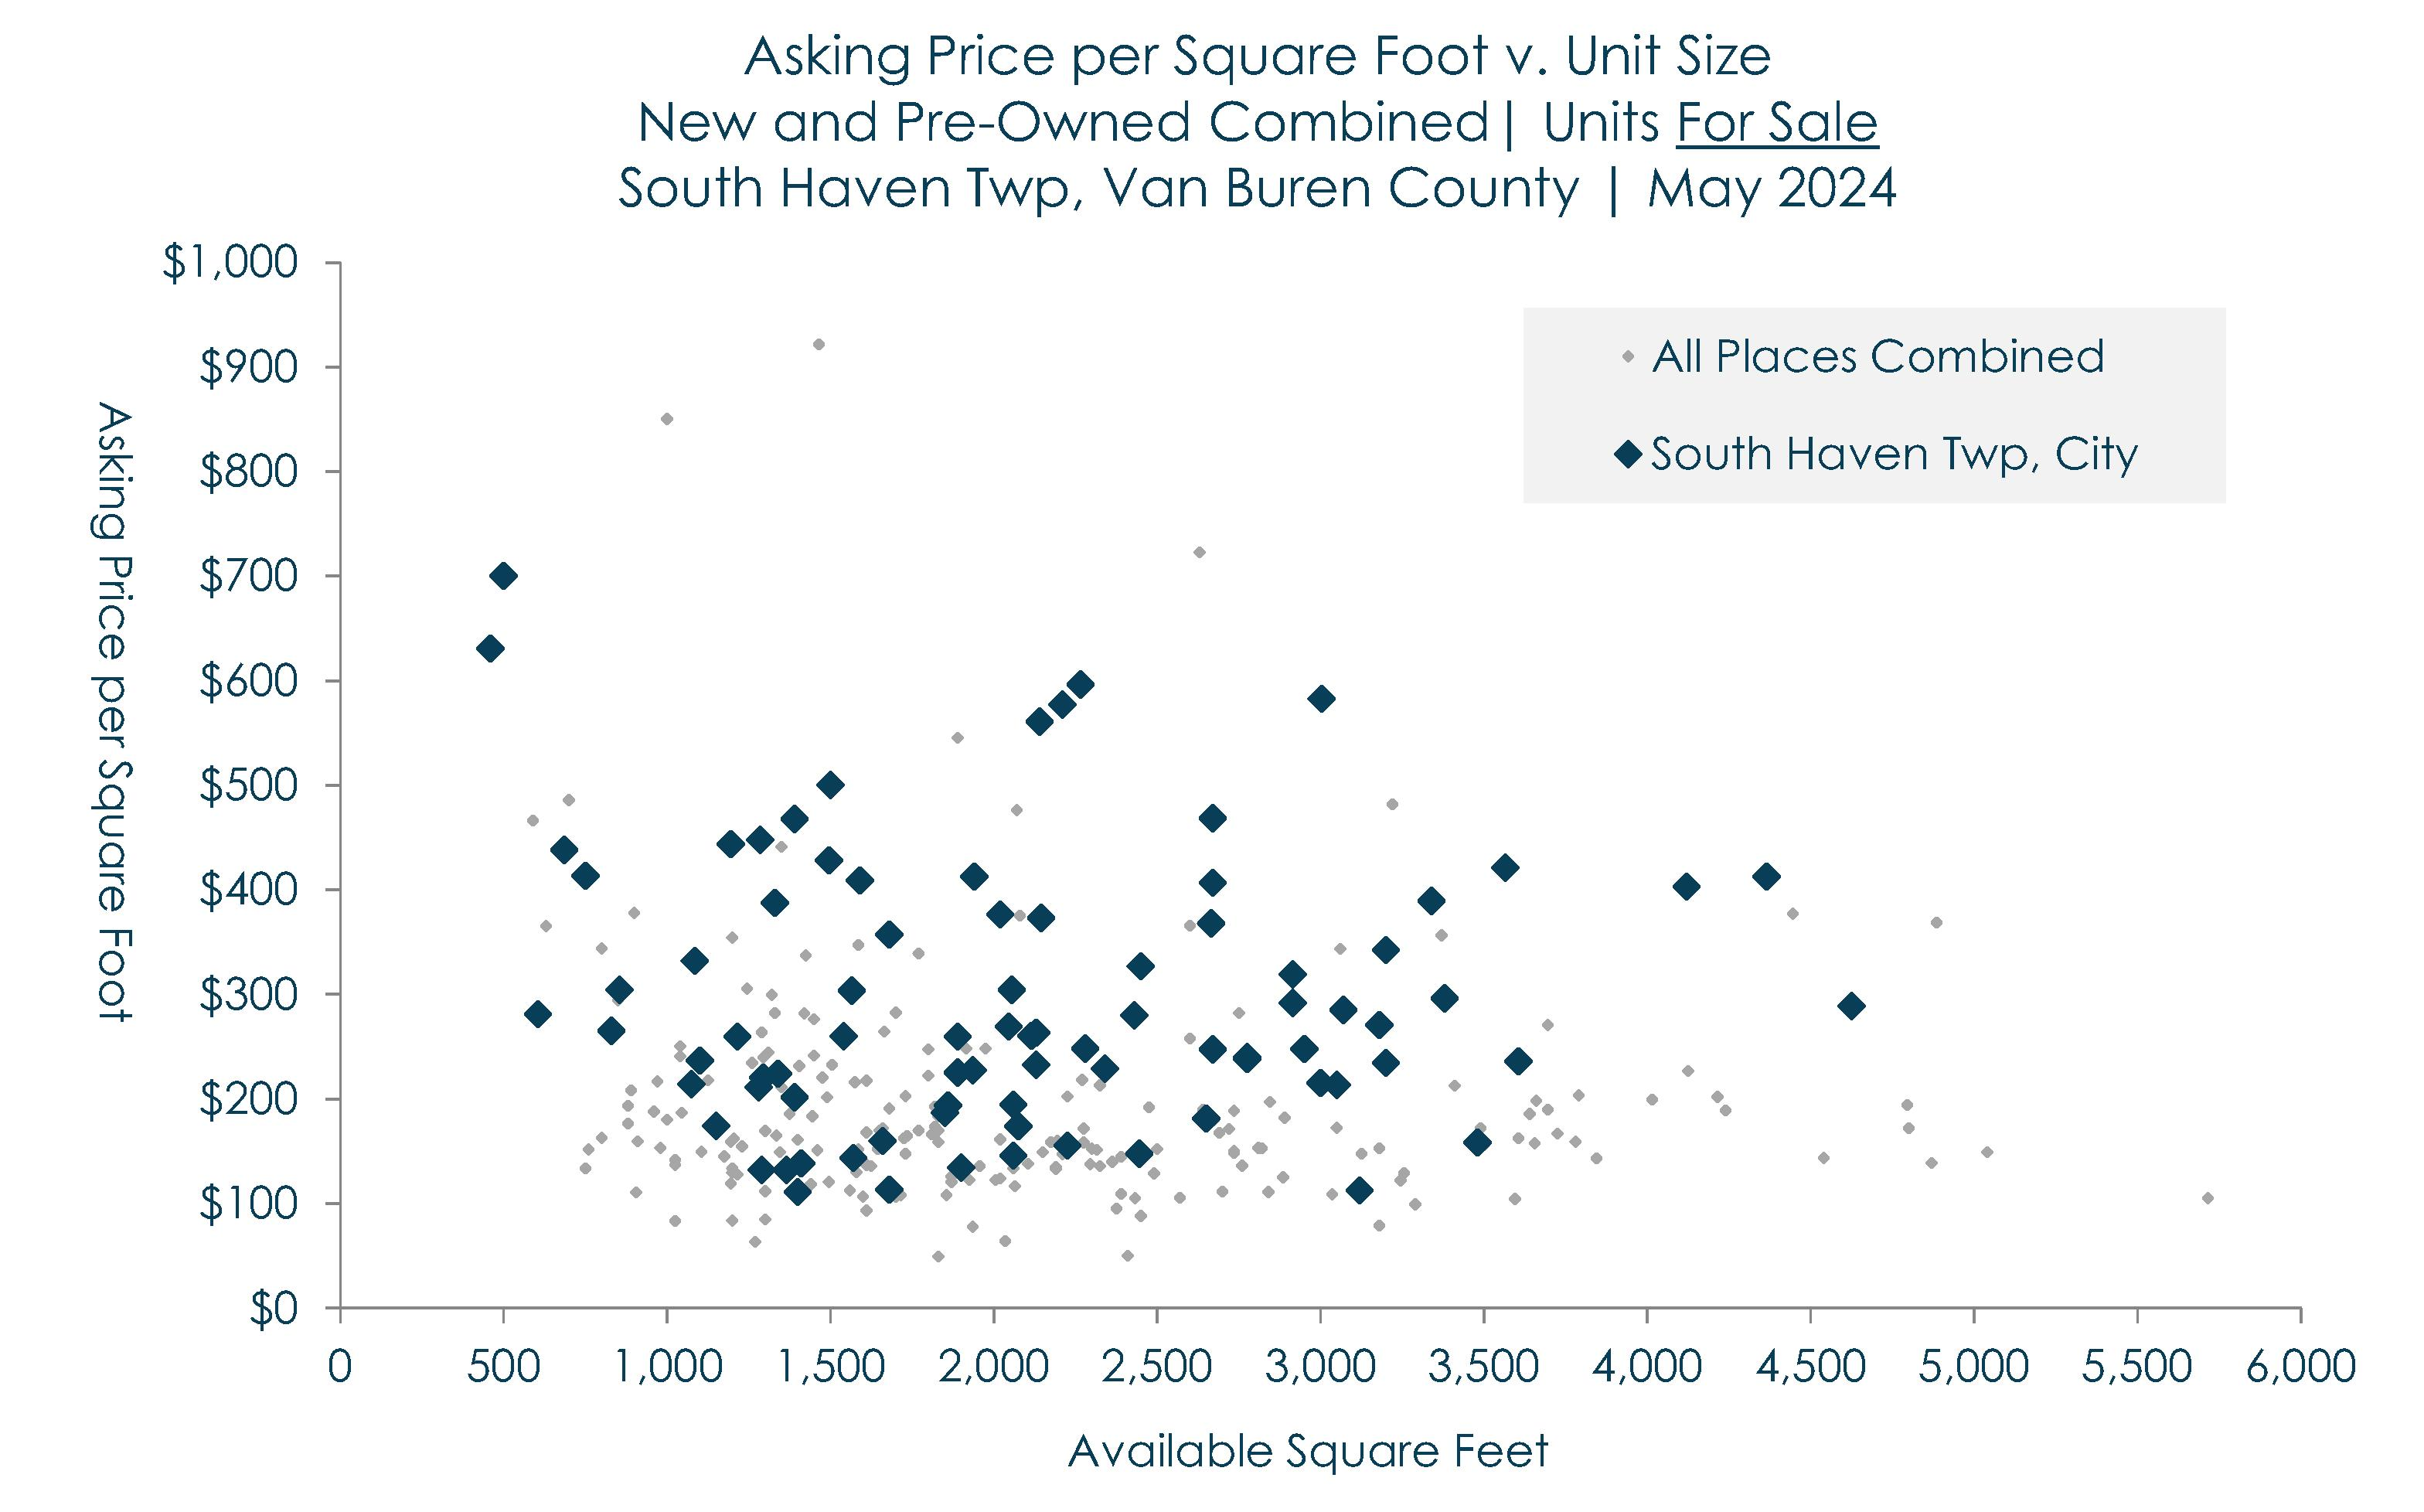 Asking Price per Square Foot v. Unit Size
New and Pre-Owned Combined| Units For Sale
South Haven Twp, Van Buren County | May 2024
$1,000
$900
$800
$700
$600
$500
$400
$300
$200
$100
$0
Asking Price per Square Foot
All Places Combined
South Haven Twp, City
0 500 1,000 1,500 2,000 2,500 3,000 3,500 4,000 4,500 5,000 5,500 6,000
Available Square Feet